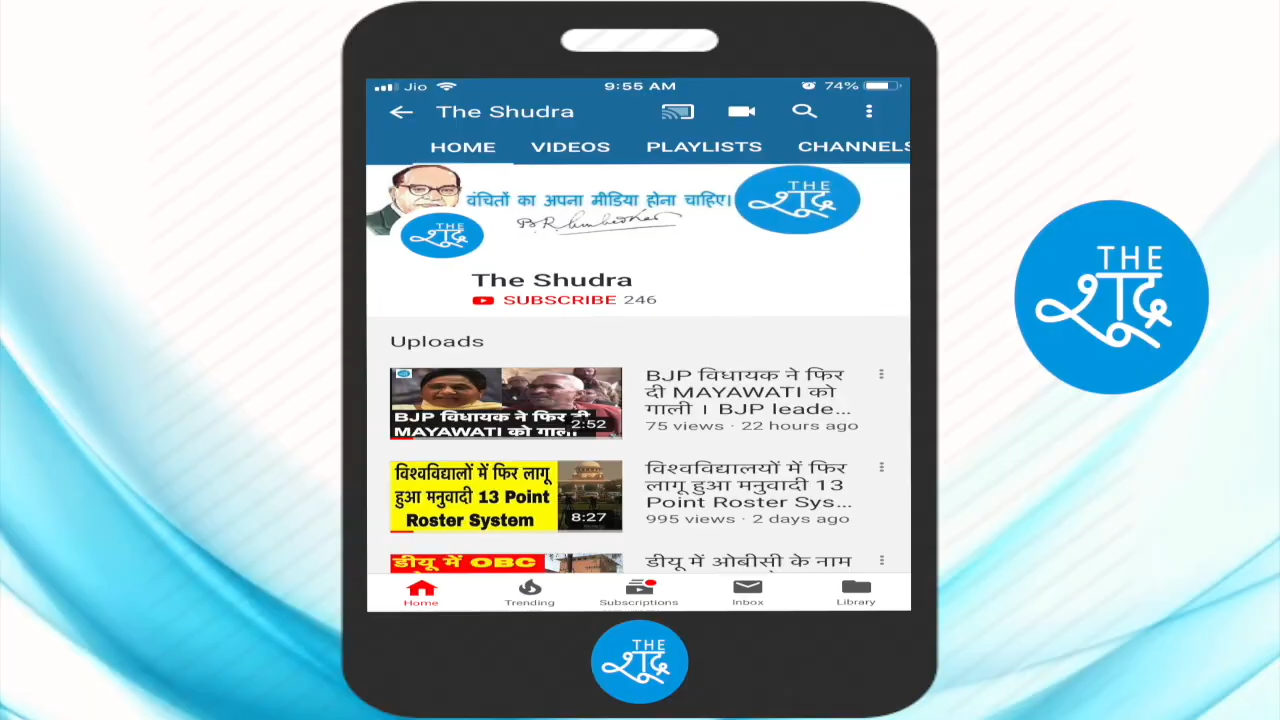 Jio
9:55 AM
74%
The Shudra
HOME
VIDEOS
PLAYLISTS
CHANNELS
वंचितों का अपना मीडिया होना चाहिए।
THE
शूद्र
B.R. Ambedkar
THE
शूद्र
The Shudra
SUBSCRIBE 246
Uploads
BJP विधायक ने फिर दी
MAYAWATI को गाली
2:52
BJP विधायक ने फिर
दी MAYAWATI को
गाली । BJP leade...
75 views · 22 hours ago
विश्वविद्यालों में फिर लागू
हुआ मनुवादी 13 Point
Roster System
8:27
विश्वविद्यालयों में फिर
लागू हुआ मनुवादी 13
Point Roster Sys...
995 views · 2 days ago
डीयू में OBC
डीयू में ओबीसी के नाम
Home
Trending
Subscriptions
Inbox
Library
THE
शूद्र
THE
शूद्र